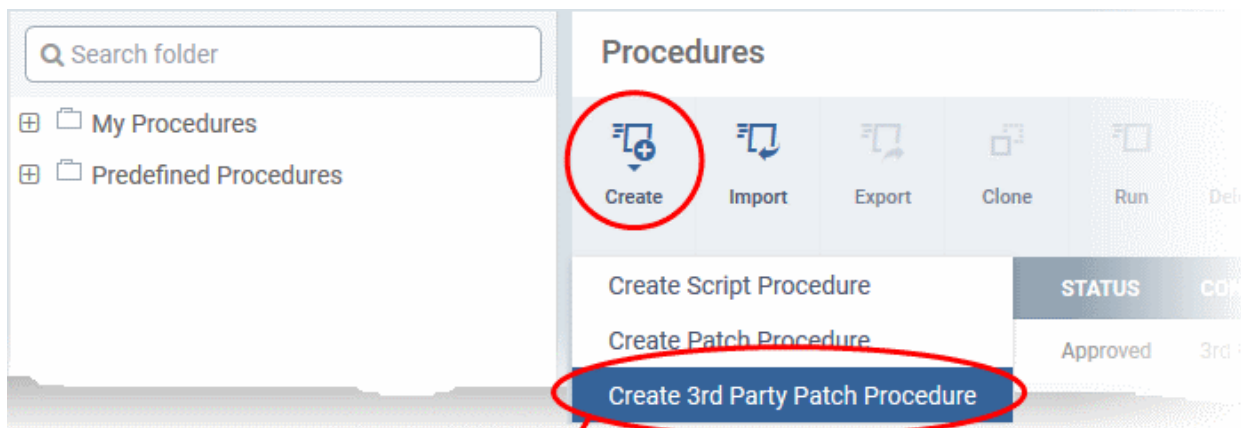 Search folder
My Procedures
Predefined Procedures
Procedures
Create Import Export Clone Run
Create Script Procedure
Create Patch Procedure
Create 3rd Party Patch Procedure
STATUS
Approved 3rd